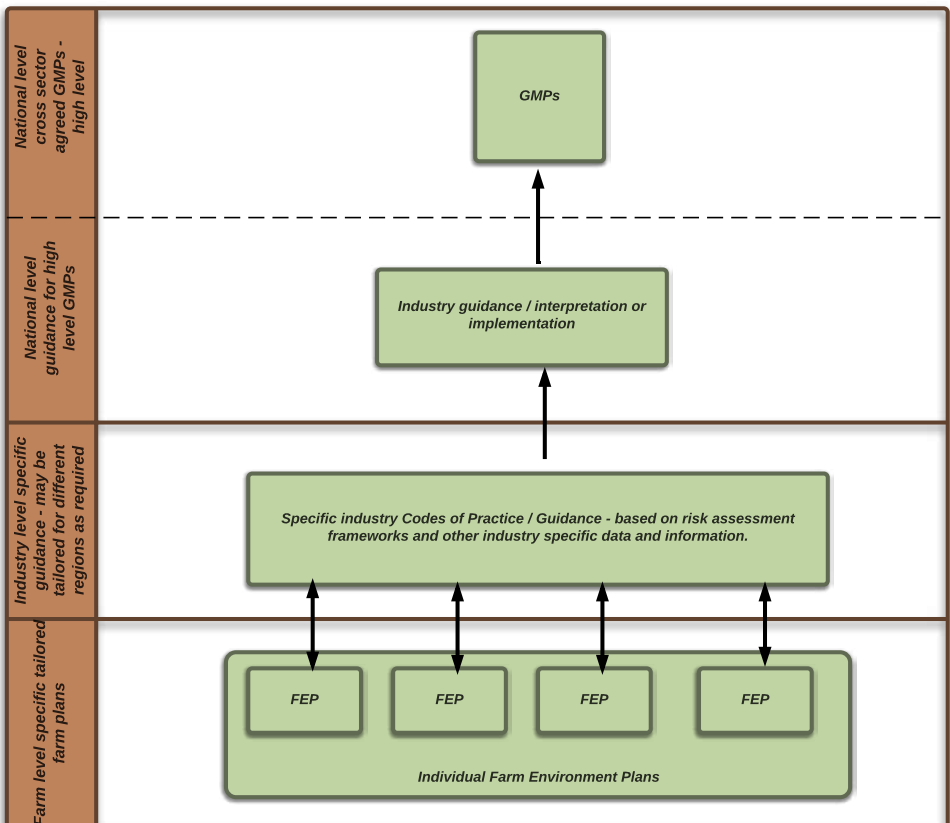 National level
cross sector
agreed GMPs -
high level
GMPs
National level
guidance for high
level GMPs
Industry guidance / interpretation or
implementation
Industry level specific
guidance - may be
tailored for different
regions as required
Specific industry Codes of Practice / Guidance - based on risk assessment
frameworks and other industry specific data and information.
Farm level specific tailored
farm plans
FEP
FEP
FEP
FEP
Individual Farm Environment Plans